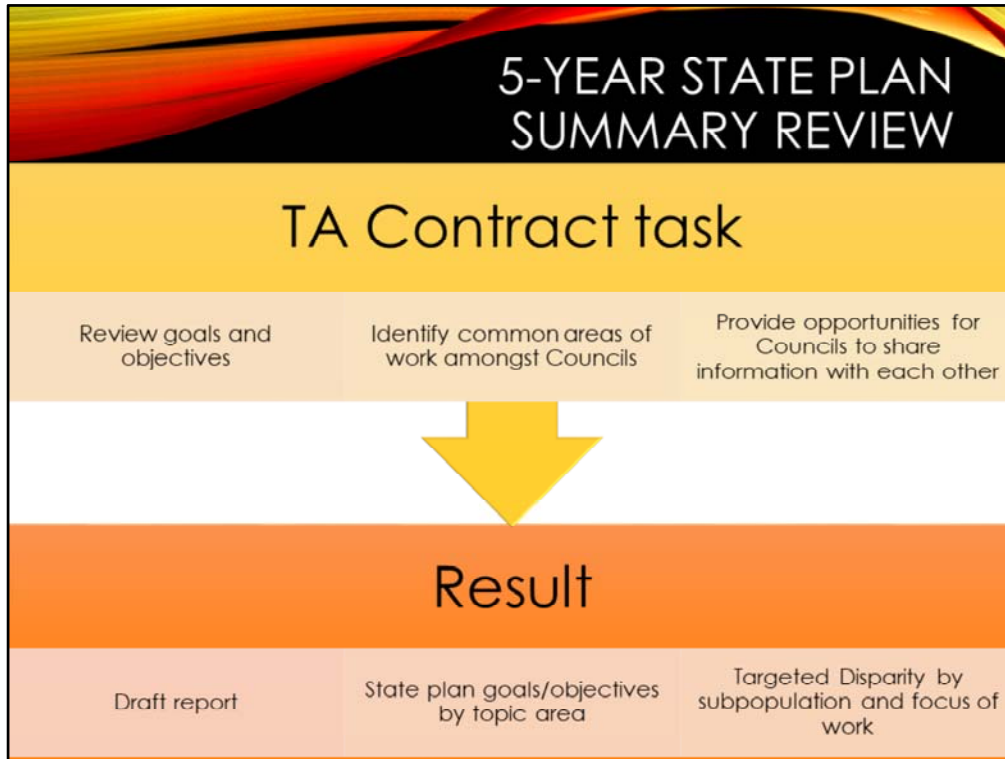 5-YEAR STATE PLAN
SUMMARY REVIEW
TA Contract task
Review goals and
objectives
Identify common areas of
work amongst Councils
Provide opportunities for
Councils to share
information with each other
Result
Draft report
State plan goals/objectives
by topic area
Targeted Disparity by
subpopulation and focus of
work